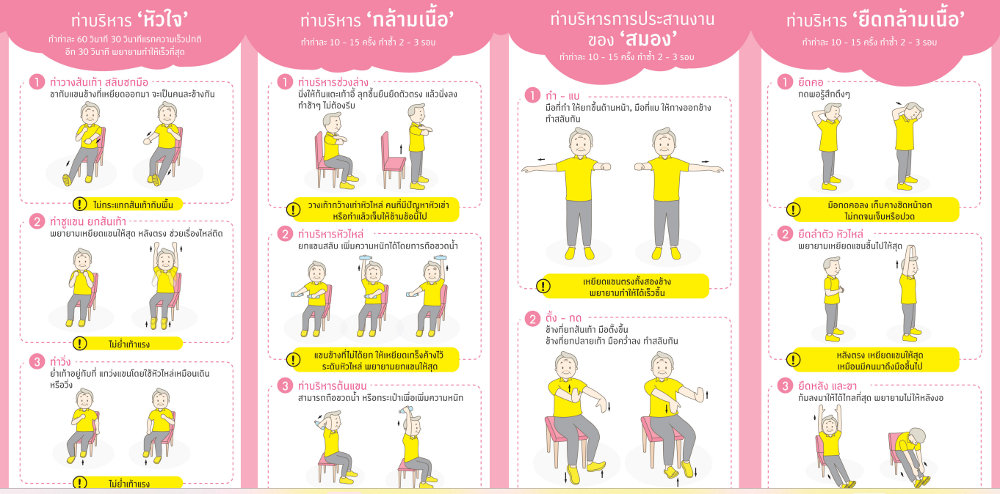 ท่าบริหาร ‘หัวใจ’
ทำท่าละ 60 วินาที 30 วินาทีแรกความเร็วปกติ
อีก 30 วินาที พยายามทำให้เร็วที่สุด
1 ท่าวางส้นเท้า สลับชกมือ
ขากับแขนข้างที่เหยียดออกมา จะเป็นคนละข้างกัน
! ไม่กระแทกส้นเท้ากับพื้น
2 ท่าชูแขน ยกส้นเท้า
พยายามเหยียดแขนให้สุด หลังตรง ช่วยเรื่องไหล่ติด
! ไม่ย่ำเท้าแรง
3 ท่าวิ่ง
ย่ำเท้าอยู่กับที่ แกว่งแขนโดยใช้หัวไหล่เหมือนเดิน
หรือวิ่ง
! ไม่ย่ำเท้าแรง
ท่าบริหาร ‘กล้ามเนื้อ’
ทำท่าละ 10 - 15 ครั้ง ทำซ้ำ 2 - 3 รอบ
1 ท่าบริหารช่วงล่าง
นั่งให้ก้นแตะเก้าอี้ ลุกขึ้นยืนยืดตัวตรง แล้วนั่งลง
ทำช้าๆ ไม่ต้องรีบ
! วางเท้ากว้างเท่าหัวไหล่ คนที่มีปัญหาหัวเข่า
หรือทำแล้วเจ็บให้ข้ามข้อนี้ไป
2 ท่าบริหารหัวไหล่
ยกแขนสลับ เพิ่มความหนักได้โดยการถือขวดน้ำ
! แขนข้างที่ไม่ได้ยก ให้เหยียดเกร็งค้างไว้
ระดับหัวไหล่ พยายามยกแขนให้สุด
3 ท่าบริหารต้นแขน
สามารถถือขวดน้ำ หรือกระเป๋าเพื่อเพิ่มความหนัก
ท่าบริหารการประสานงาน
ของ ‘สมอง’
ทำท่าละ 10 - 15 ครั้ง ทำซ้ำ 2 - 3 รอบ
1 กำ - แบ
มือที่กำ ให้ยกขึ้นด้านหน้า, มือที่แบ ให้กางออกข้าง
ทำสลับกัน
! เหยียดแขนตรงทั้งสองข้าง
พยายามทำให้ได้เร็วขึ้น
2 ตั้ง - กด
ข้างที่ยกส้นเท้า มือตั้งขึ้น
ข้างที่ยกปลายเท้า มือคว่ำลง ทำสลับกัน
ท่าบริหาร ‘ยืดกล้ามเนื้อ’
ทำท่าละ 10 - 15 ครั้ง ทำซ้ำ 2 - 3 รอบ
1 ยืดคอ
กดพอรู้สึกตึงๆ
! มือกดคอลง เก็บคางชิดหน้าอก
ไม่กดจนเจ็บหรือปวด
2 ยืดลำตัว หัวไหล่
พยายามเหยียดแขนขึ้นไปให้สุด
! หลังตรง เหยียดแขนให้สุด
เหมือนมีคนมาดึงมือขึ้นไป
3 ยืดหลัง และขา
ก้มลงมาให้ได้ไกลที่สุด พยายามไม่ให้หลังงอ